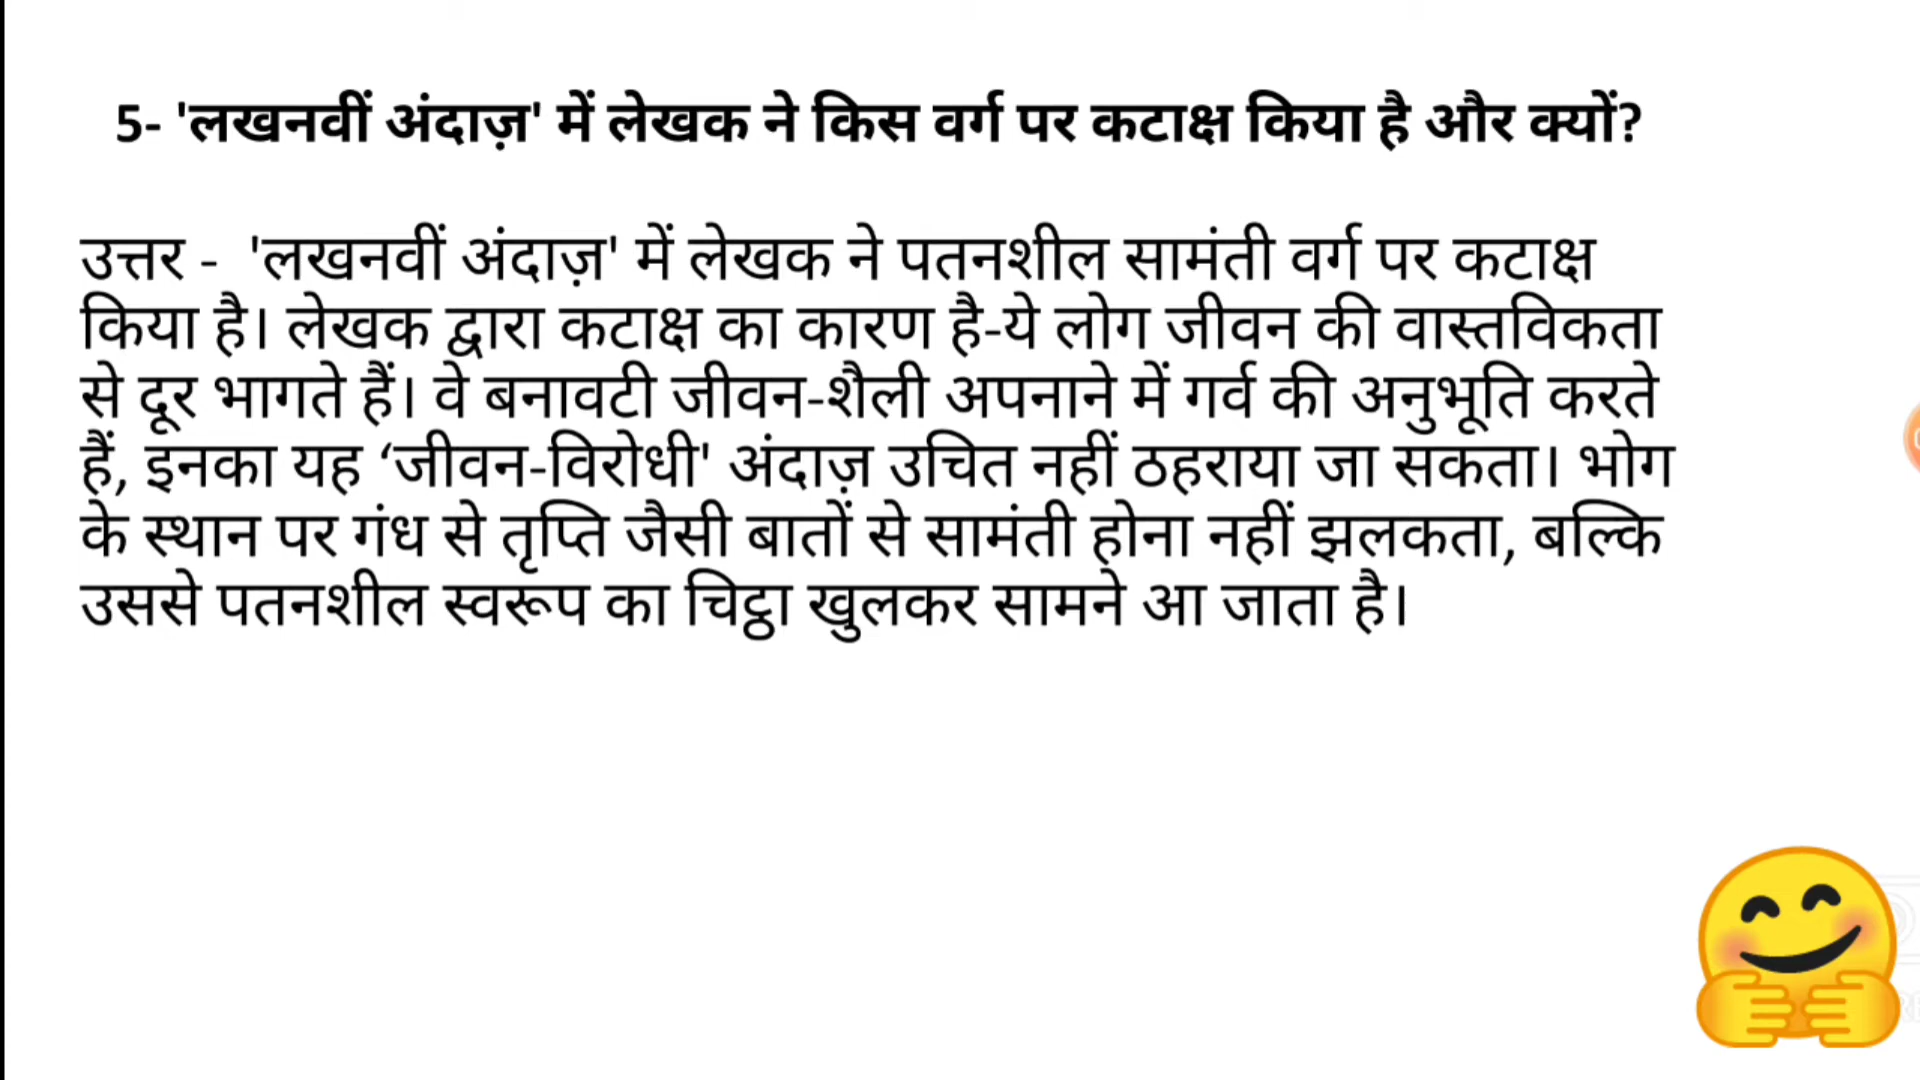 5- 'लखनवीं अंदाज़' में लेखक ने किस वर्ग पर कटाक्ष किया है और क्यों?
उत्तर - 'लखनवीं अंदाज़' में लेखक ने पतनशील सामंती वर्ग पर कटाक्ष
किया है। लेखक द्वारा कटाक्ष का कारण है-ये लोग जीवन की वास्तविकता
से दूर भागते हैं। वे बनावटी जीवन-शैली अपनाने में गर्व की अनुभूति करते
हैं, इनका यह ‘जीवन-विरोधी' अंदाज़ उचित नहीं ठहराया जा सकता। भोग
के स्थान पर गंध से तृप्ति जैसी बातों से सामंती होना नहीं झलकता, बल्कि
उससे पतनशील स्वरूप का चिट्ठा खुलकर सामने आ जाता है।